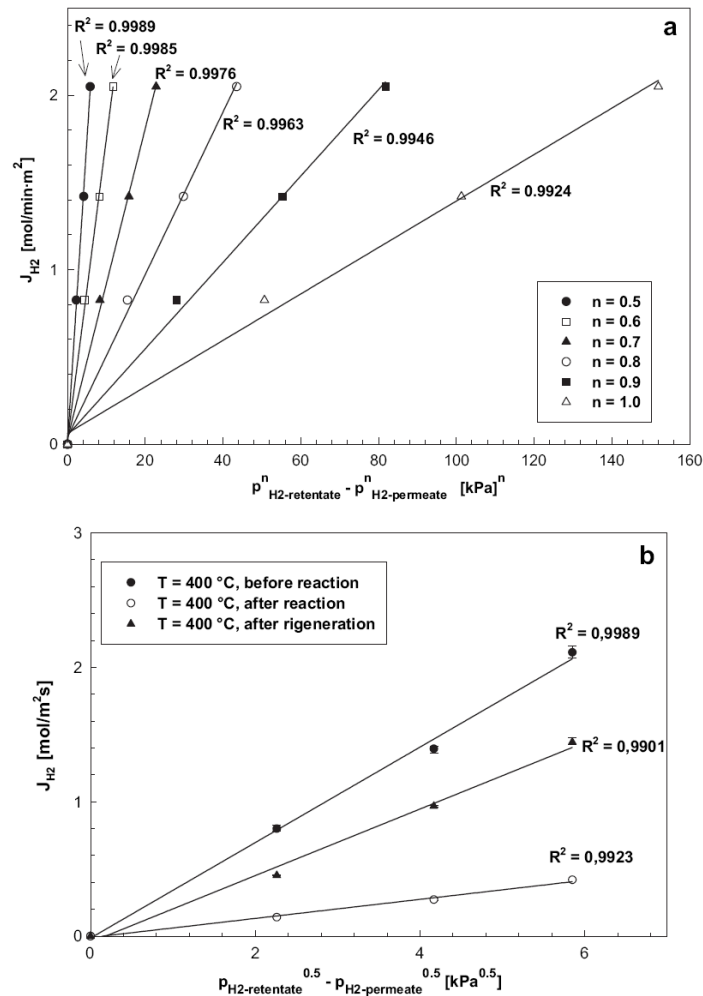 R² = 0.9989
a
R² = 0.9985
R² = 0.9976
R² = 0.9963
R² = 0.9946
R² = 0.9924
2
1
0
J_H2 [mol/min·m²]
n = 0.5
n = 0.6
n = 0.7
n = 0.8
n = 0.9
n = 1.0
0 20 40 60 80 100 120 140 160
pⁿ_H2-retentate - pⁿ_H2-permeate [kPa]ⁿ
b
3
2
1
0
J_H2 [mol/m²s]
T = 400 °C, before reaction
T = 400 °C, after reaction
T = 400 °C, after rigeneration
R² = 0,9989
R² = 0,9901
R² = 0,9923
0 2 4 6
p_H2-retentate^0.5 - p_H2-permeate^0.5 [kPa^0.5]